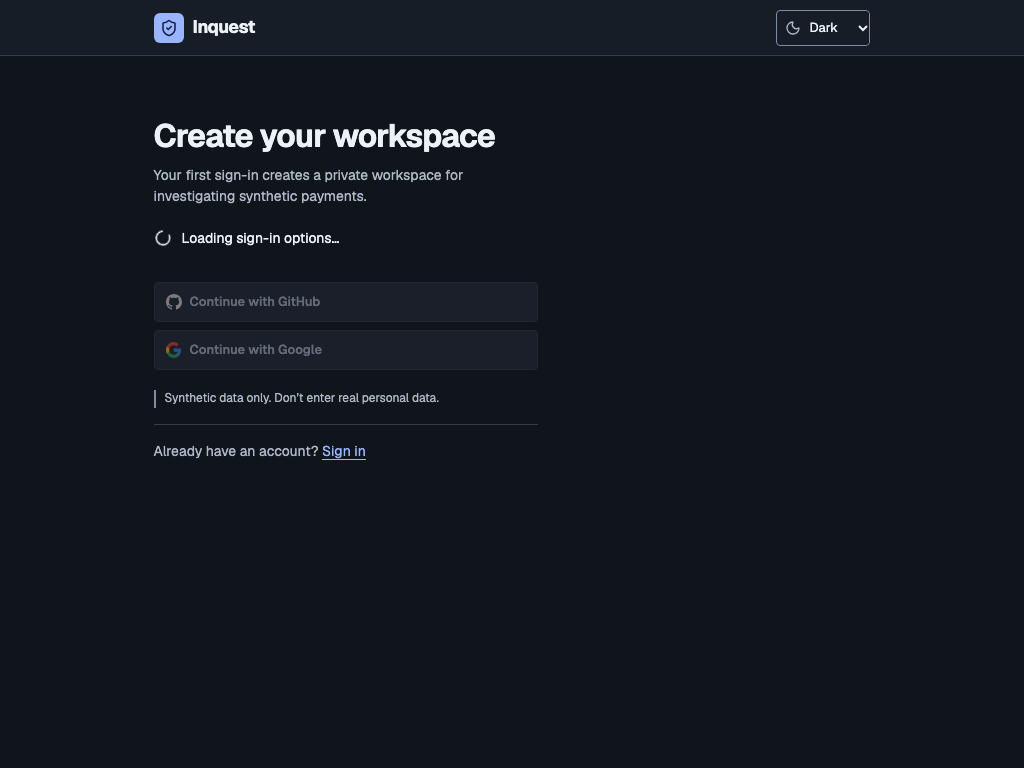 Inquest
Dark
Create your workspace
Your first sign-in creates a private workspace for
investigating synthetic payments.
Loading sign-in options…
Continue with GitHub
Continue with Google
Synthetic data only. Don't enter real personal data.
Already have an account? Sign in